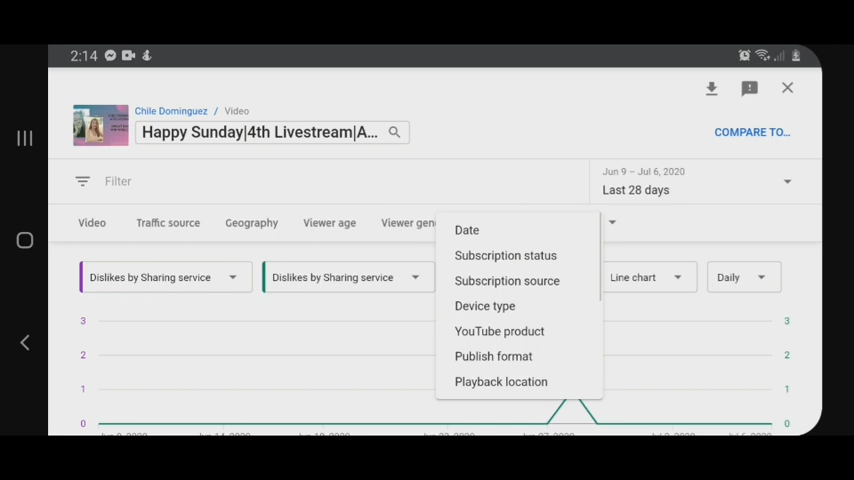 2:14
Chile Dominguez / Video
Happy Sunday|4th Livestream|A...
COMPARE TO...
Filter
Jun 9 – Jul 6, 2020
Last 28 days
Video
Traffic source
Geography
Viewer age
Viewer gen
Date
Subscription status
Subscription source
Device type
YouTube product
Publish format
Playback location
Dislikes by Sharing service
Dislikes by Sharing service
Line chart
Daily
3
3
2
2
1
1
0
0